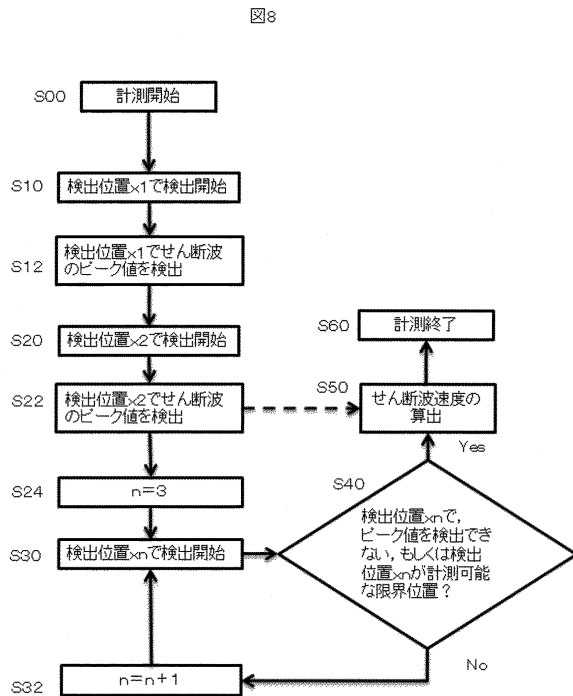 図8
S00
計測開始
S10
検出位置x1で検出開始
S12
検出位置x1でせん断波
のピーク値を検出
S20
検出位置x2で検出開始
S22
検出位置x2でせん断波
のピーク値を検出
S24
n=3
S30
検出位置xnで検出開始
S32
n=n+1
S60
計測終了
S50
せん断波速度の
算出
Yes
S40
検出位置xnで,
ピーク値を検出でき
ない,もしくは検出
位置xnが計測可能
な限界位置?
No